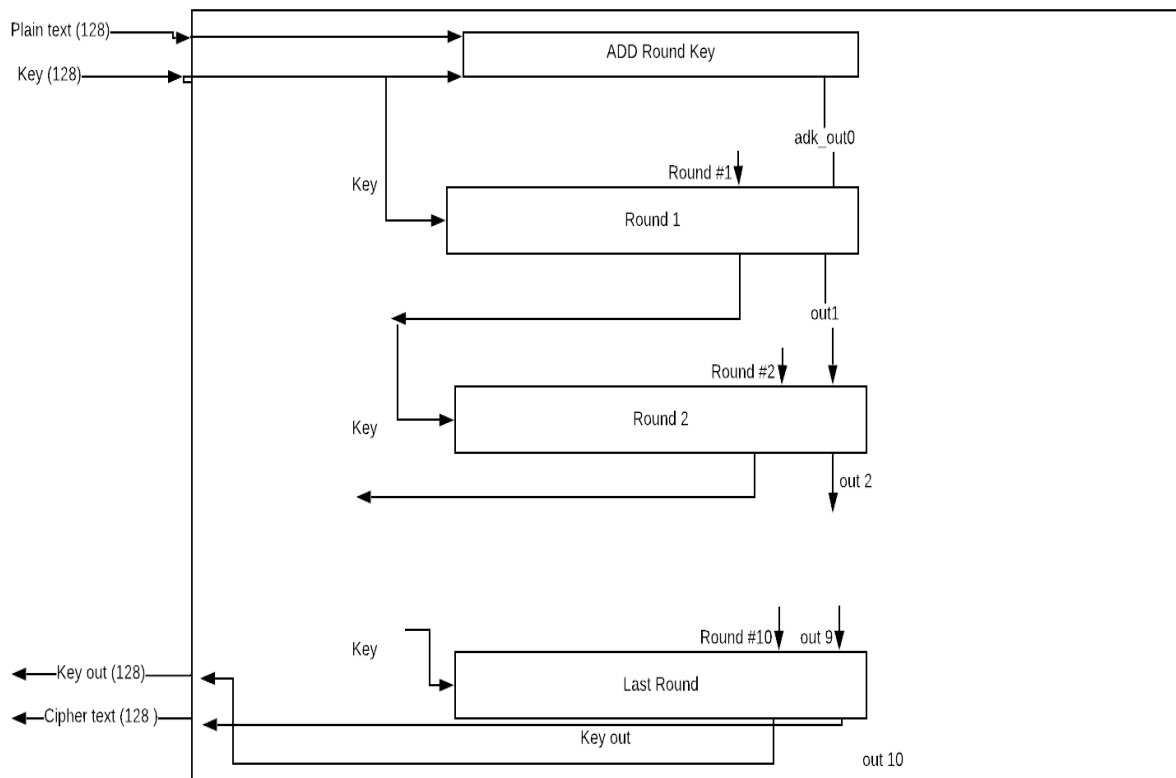 Plain text (128)
ADD Round Key
Key (128)
adk_out0
Round #1
Key
Round 1
out1
Round #2
Round 2
Key
out 2
Round #10
out 9
Key
Last Round
Key out (128)
Cipher text (128 )
Key out
out 10